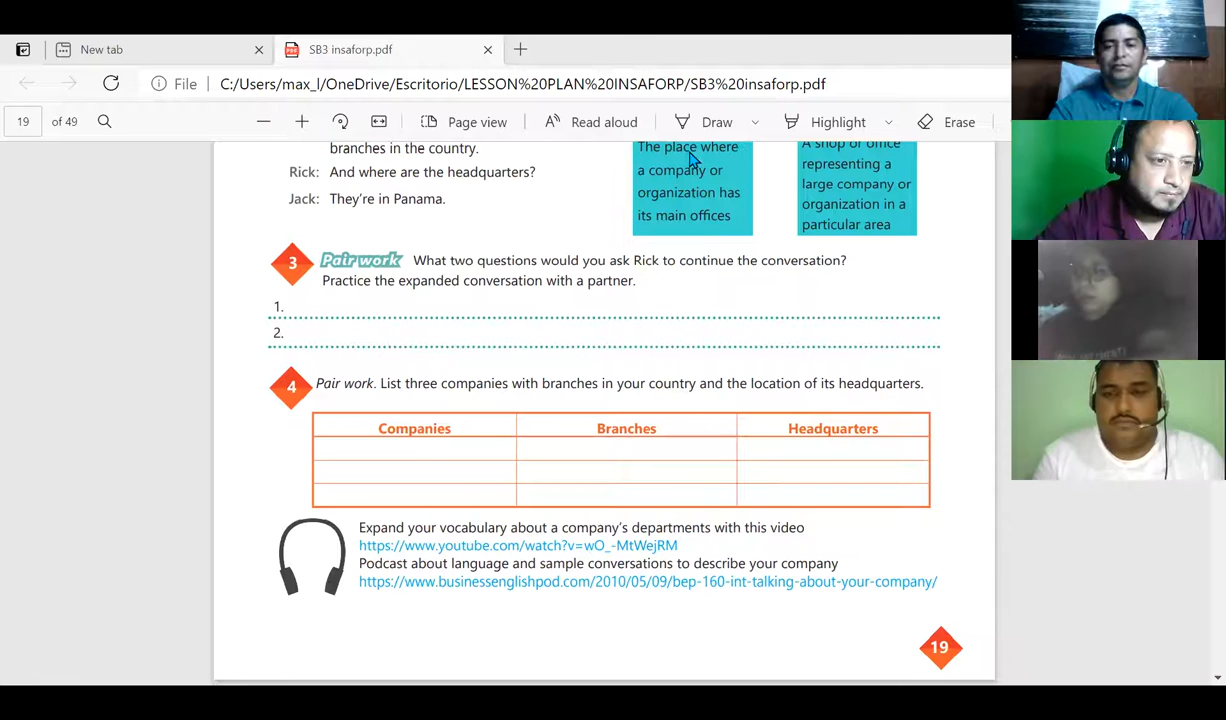 New tab
SB3 insaforp.pdf
File
C:/Users/max_l/OneDrive/Escritorio/LESSON%20PLAN%20INSAFORP/SB3%20insaforp.pdf
19 of 49
Page view
Read aloud
Draw
Highlight
Erase
branches in the country.
Rick: And where are the headquarters?
Jack: They're in Panama.
The place where
a company or
organization has
its main offices
A shop or office
representing a
large company or
organization in a
particular area
3 Pair work What two questions would you ask Rick to continue the conversation?
Practice the expanded conversation with a partner.
1.
2.
4 Pair work. List three companies with branches in your country and the location of its headquarters.
Companies Branches Headquarters
Expand your vocabulary about a company's departments with this video
https://www.youtube.com/watch?v=wO_-MtWejRM
Podcast about language and sample conversations to describe your company
https://www.businessenglishpod.com/2010/05/09/bep-160-int-talking-about-your-company/
19